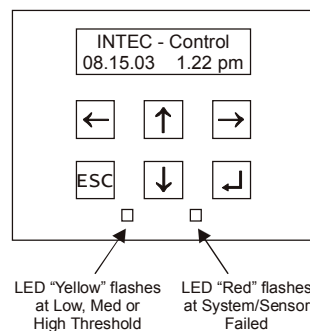 INTEC - Control
08.15.03 1.22 pm
ESC
LED “Yellow” flashes
at Low, Med or
High Threshold
LED “Red” flashes
at System/Sensor
Failed